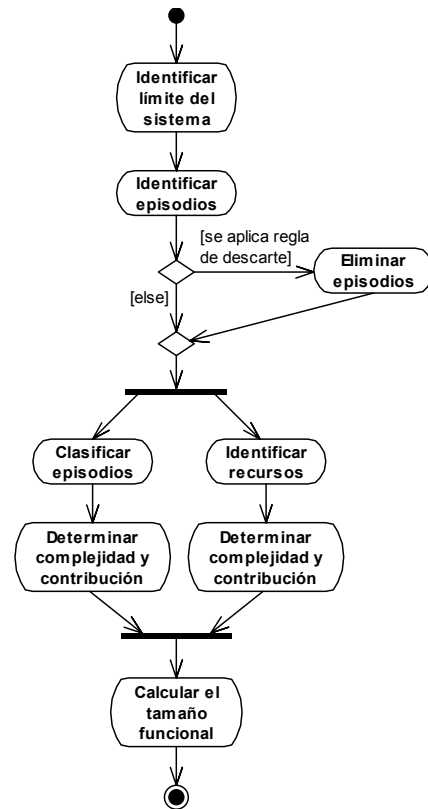 Identificar
límite del
sistema
Identificar
episodios
[se aplica regla
de descarte]
Eliminar
episodios
[else]
Clasificar
episodios
Identificar
recursos
Determinar
complejidad y
contribución
Determinar
complejidad y
contribución
Calcular el
tamaño
funcional